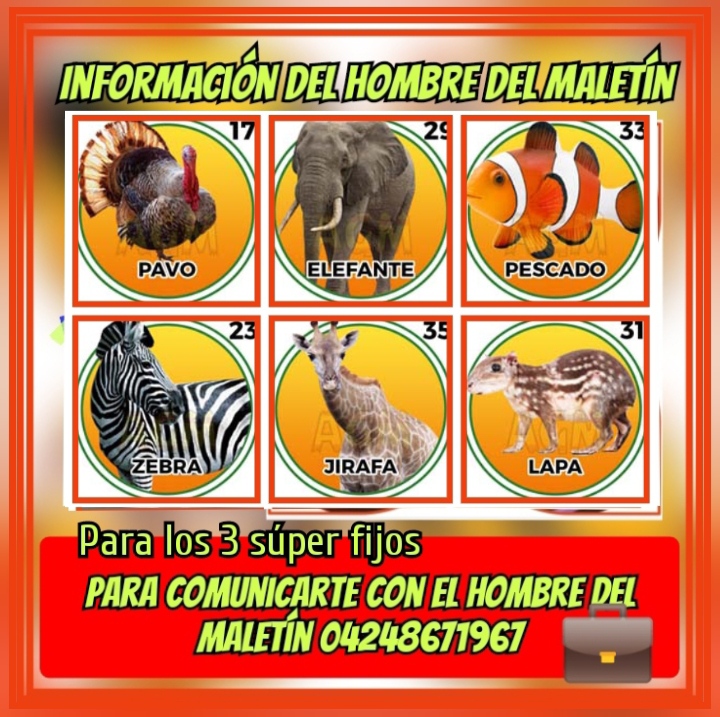 INFORMACIÓN DEL HOMBRE DEL MALETÍN
17
PAVO
29
ELEFANTE
33
PESCADO
23
ZEBRA
35
JIRAFA
31
LAPA
Para los 3 súper fijos
PARA COMUNICARTE CON EL HOMBRE DEL
MALETÍN 04248671967